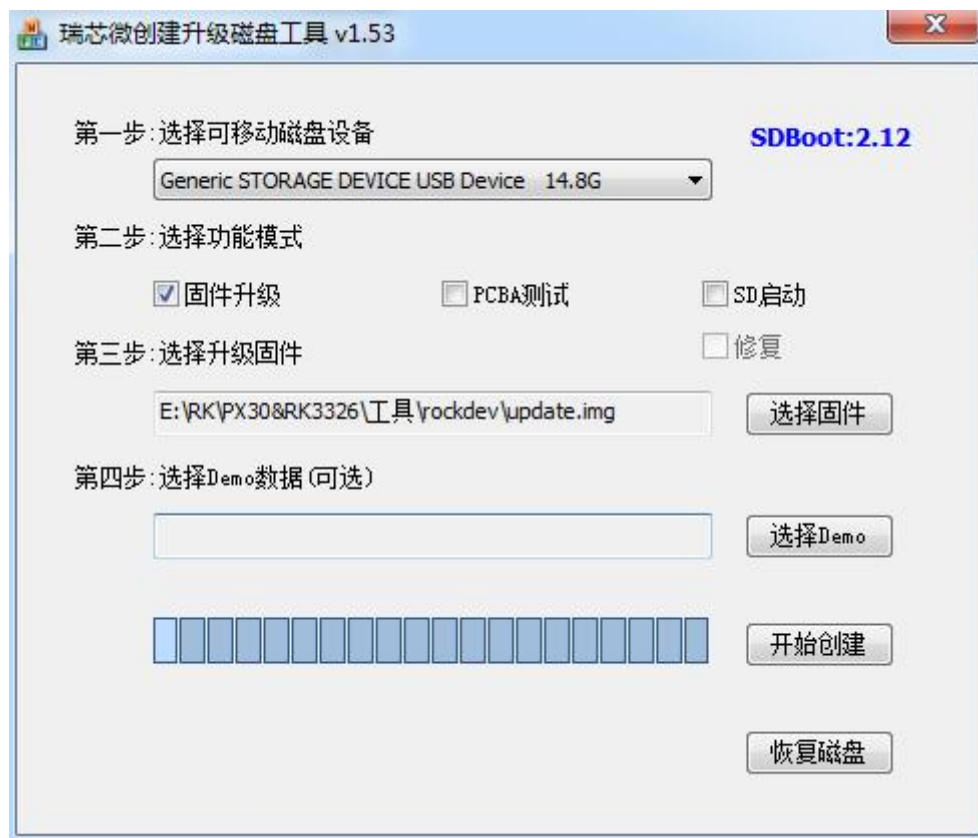 瑞芯微创建升级磁盘工具 v1.53
第一步:选择可移动磁盘设备
SDBoot:2.12
Generic STORAGE DEVICE USB Device 14.8G
第二步:选择功能模式
固件升级 PCBA测试 SD启动
第三步:选择升级固件 修复
E:\RK\PX30&RK3326\工具\rockdev\update.img 选择固件
第四步:选择Demo数据(可选)
选择Demo
开始创建
恢复磁盘